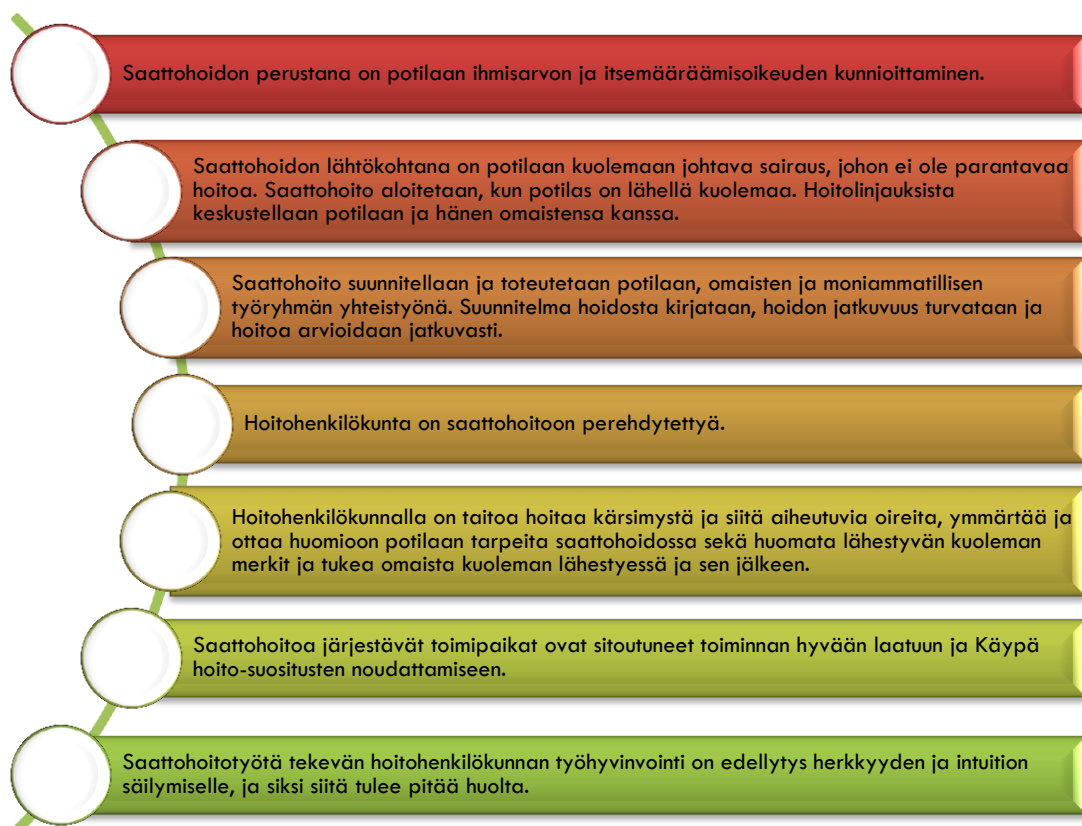 Saattohoidon perustana on potilaan ihmisarvon ja itsemääräämisoikeuden kunnioittaminen.
Saattohoidon lähtökohtana on potilaan kuolemaan johtava sairaus, johon ei ole parantavaa
hoitoa. Saattohoito aloitetaan, kun potilas on lähellä kuolemaa. Hoitolinjauksista
keskustellaan potilaan ja hänen omaistensa kanssa.
Saattohoito suunnitellaan ja toteutetaan potilaan, omaisten ja moniammatillisen
työryhmän yhteistyönä. Suunnitelma hoidosta kirjataan, hoidon jatkuvuus turvataan ja
hoitoa arvioidaan jatkuvasti.
Hoitohenkilökunta on saattohoitoon perehdytettyä.
Hoitohenkilökunnalla on taitoa hoitaa kärsimystä ja siitä aiheutuvia oireita, ymmärtää ja
ottaa huomioon potilaan tarpeita saattohoidossa sekä huomata lähestyvän kuoleman
merkit ja tukea omaista kuoleman lähestyessä ja sen jälkeen.
Saattohoitoa järjestävät toimipaikat ovat sitoutuneet toiminnan hyvään laatuun ja Käypä
hoito-suositusten noudattamiseen.
Saattohoitotyötä tekevän hoitohenkilökunnan työhyvinvointi on edellytys herkkyyden ja intuition
säilymiselle, ja siksi siitä tulee pitää huolta.